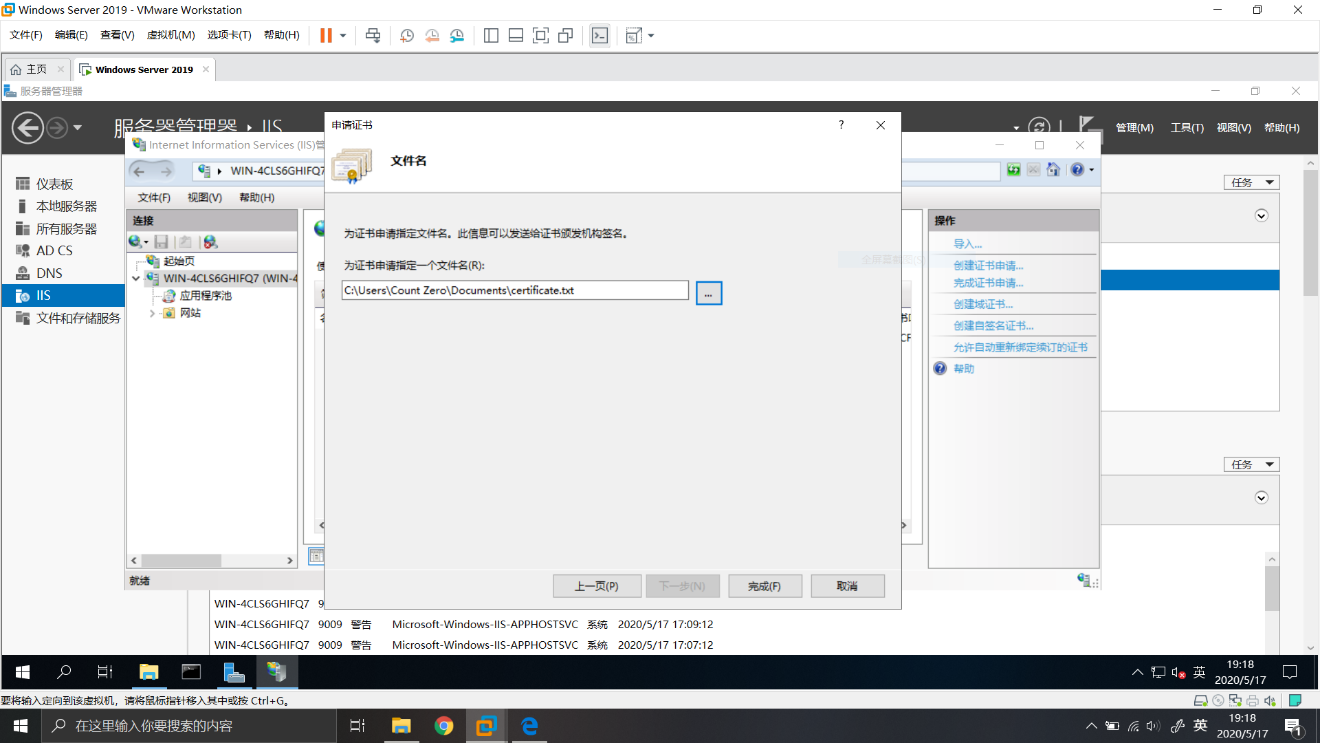 Windows Server 2019 - VMware Workstation
文件(F) 编辑(E) 查看(V) 虚拟机(M) 选项卡(T) 帮助(H)
主页 Windows Server 2019
服务器管理器
服务器管理器 IIS
管理(M) 工具(T) 视图(V) 帮助(H)
仪表板
本地服务器
所有服务器
AD CS
DNS
IIS
文件和存储服务
Internet Information Services (IIS)管
WIN-4CLS6GHIFQ7
文件(F) 视图(V) 帮助(H)
连接
起始页
WIN-4CLS6GHIFQ7 (WIN-4
应用程序池
网站
就绪
申请证书
?
文件名
为证书申请指定文件名。此信息可以发送给证书颁发机构签名。
为证书申请指定一个文件名(R):
C:\Users\Count Zero\Documents\certificate.txt
...
上一页(P) 下一步(N) 完成(F) 取消
操作
导入...
创建证书申请...
完成证书申请...
创建域证书...
创建自签名证书...
允许自动重新绑定续订的证书
帮助
任务
任务
WIN-4CLS6GHIFQ7
WIN-4CLS6GHIFQ7 9009 警告 Microsoft-Windows-IIS-APPHOSTSVC 系统 2020/5/17 17:09:12
WIN-4CLS6GHIFQ7 9009 警告 Microsoft-Windows-IIS-APPHOSTSVC 系统 2020/5/17 17:07:12
英 19:18
2020/5/17
要将输入定向到该虚拟机，请将鼠标指针移入其中或按 Ctrl+G。
在这里输入你要搜索的内容
英 19:18
2020/5/17
1